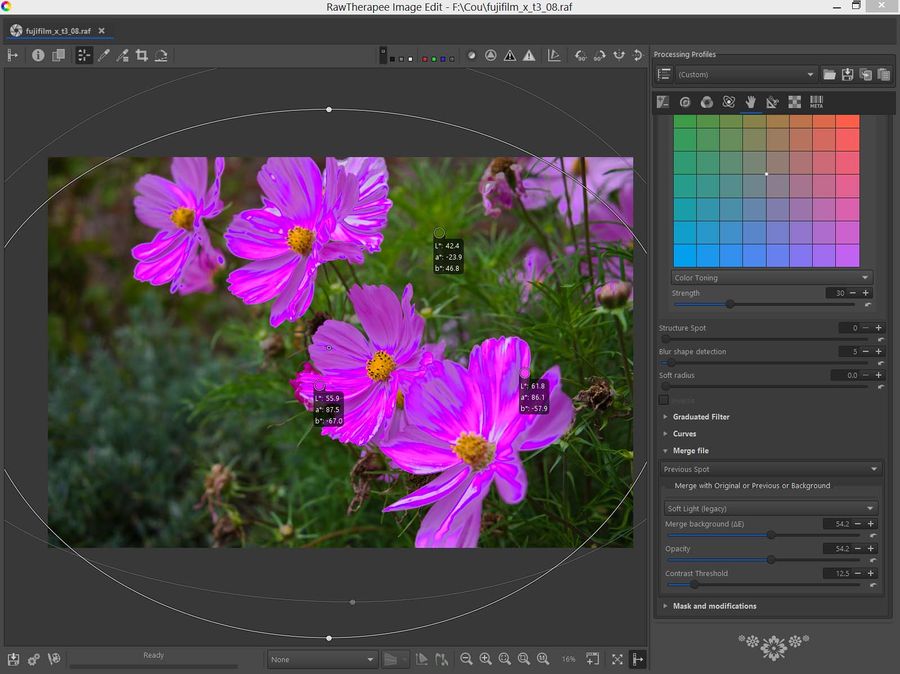 RawTherapee Image Edit - F:\Cou\fujifilm_x_t3_08.raf
fujifilm_x_t3_08.raf
Processing Profiles
(Custom)
META
90°
90°
L*: 42.4
a*: -23.9
b*: 46.8
L*: 55.9
a*: 87.5
b*: -67.0
L*: 61.8
a*: 86.1
b*: -57.9
Color Toning
Strength 30
Structure Spot 0
Blur shape detection 5
Soft radius 0.0
Inverse
Graduated Filter
Curves
Merge file
Previous Spot
Merge with Original or Previous or Background
Soft Light (legacy)
Merge background (ΔE) 54.2
Opacity 54.2
Contrast Threshold 12.5
Mask and modifications
Ready
None
16%